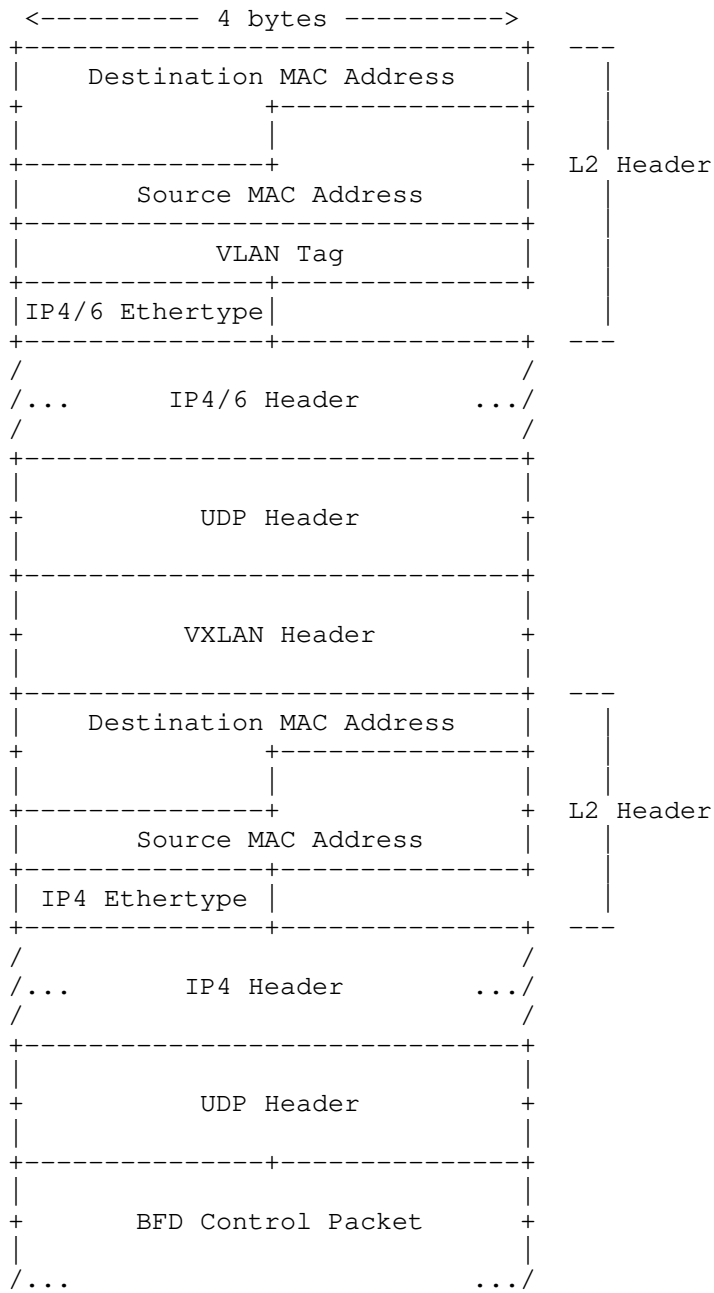 <---------- 4 bytes ---------->
Destination MAC Address
L2 Header
Source MAC Address
VLAN Tag
IP4/6 Ethertype
/... IP4/6 Header .../
UDP Header
VXLAN Header
Destination MAC Address
L2 Header
Source MAC Address
IP4 Ethertype
/... IP4 Header .../
UDP Header
BFD Control Packet
/... .../